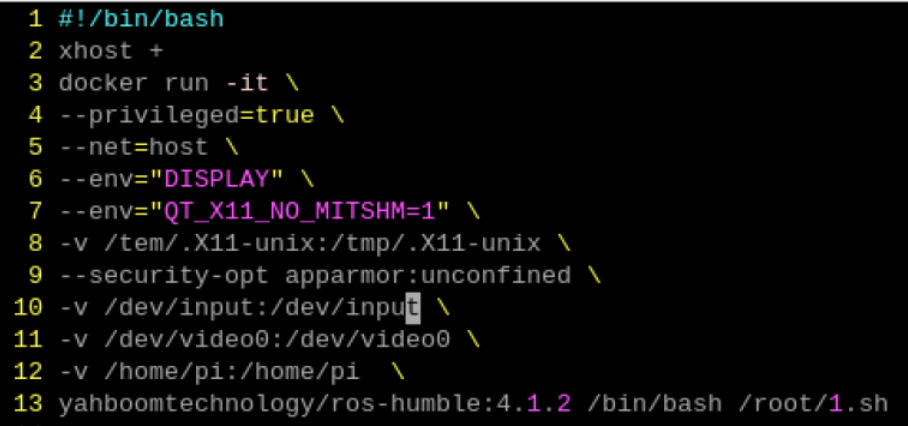 1 #!/bin/bash
2 xhost +
3 docker run -it \
4 --privileged=true \
5 --net=host \
6 --env="DISPLAY" \
7 --env="QT_X11_NO_MITSHM=1" \
8 -v /tem/.X11-unix:/tmp/.X11-unix \
9 --security-opt apparmor:unconfined \
10 -v /dev/input:/dev/input \
11 -v /dev/video0:/dev/video0 \
12 -v /home/pi:/home/pi  \
13 yahboomtechnology/ros-humble:4.1.2 /bin/bash /root/1.sh